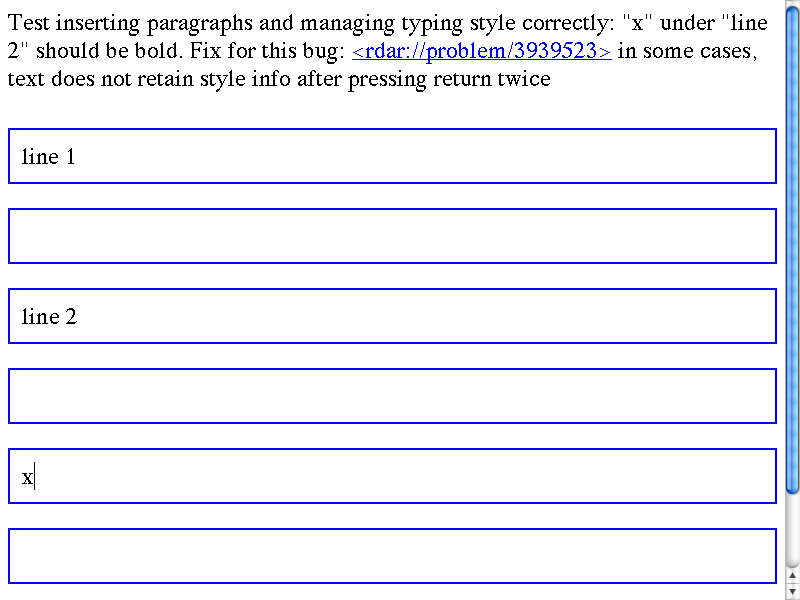 Test inserting paragraphs and managing typing style correctly: "x" under "line
2" should be bold. Fix for this bug: <rdar://problem/3939523> in some cases,
text does not retain style info after pressing return twice
line 1
line 2
x